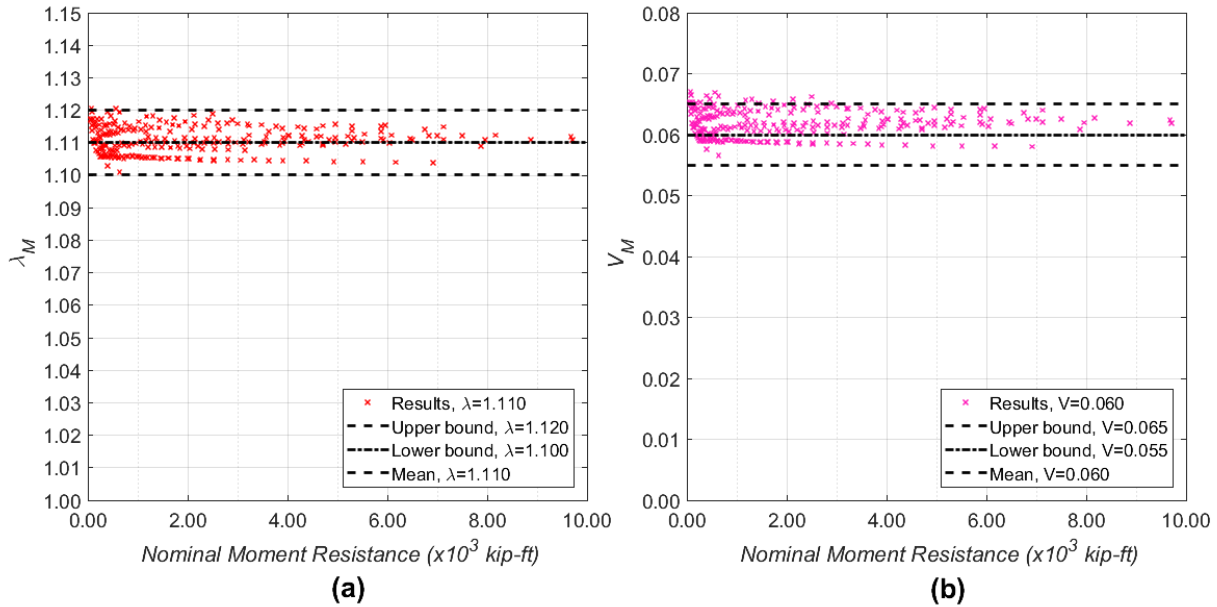 1.15
1.14
1.13
1.12
1.11
1.10
1.09
1.08
1.07
1.06
1.05
1.04
1.03
1.02
1.01
1.00
λM
0.00 2.00 4.00 6.00 8.00 10.00
Nominal Moment Resistance (x10³ kip-ft)
Results, λ=1.110
Upper bound, λ=1.120
Lower bound, λ=1.100
Mean, λ=1.110
(a)
0.08
0.07
0.06
0.05
0.04
0.03
0.02
0.01
0.00
VM
0.00 2.00 4.00 6.00 8.00 10.00
Nominal Moment Resistance (x10³ kip-ft)
Results, V=0.060
Upper bound, V=0.065
Lower bound, V=0.055
Mean, V=0.060
(b)